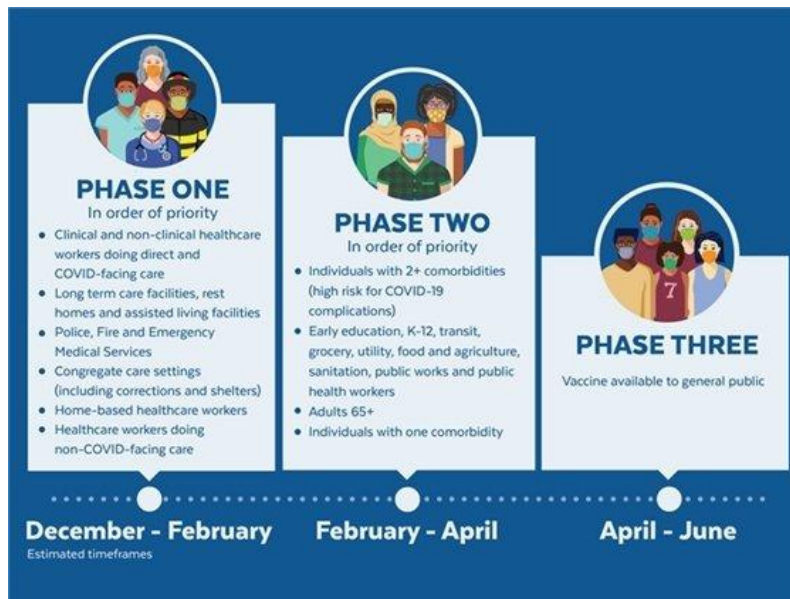 PHASE ONE
In order of priority
• Clinical and non-clinical healthcare
workers doing direct and
COVID-facing care
• Long term care facilities, rest
homes and assisted living facilities
• Police, Fire and Emergency
Medical Services
• Congregate care settings
(including corrections and shelters)
• Home-based healthcare workers
• Healthcare workers doing
non-COVID-facing care
December - February
Estimated timeframes
PHASE TWO
In order of priority
• Individuals with 2+ comorbidities
(high risk for COVID-19
complications)
• Early education, K-12, transit,
grocery, utility, food and agriculture,
sanitation, public works and public
health workers
• Adults 65+
• Individuals with one comorbidity
February - April
7
PHASE THREE
Vaccine available to general public
April - June